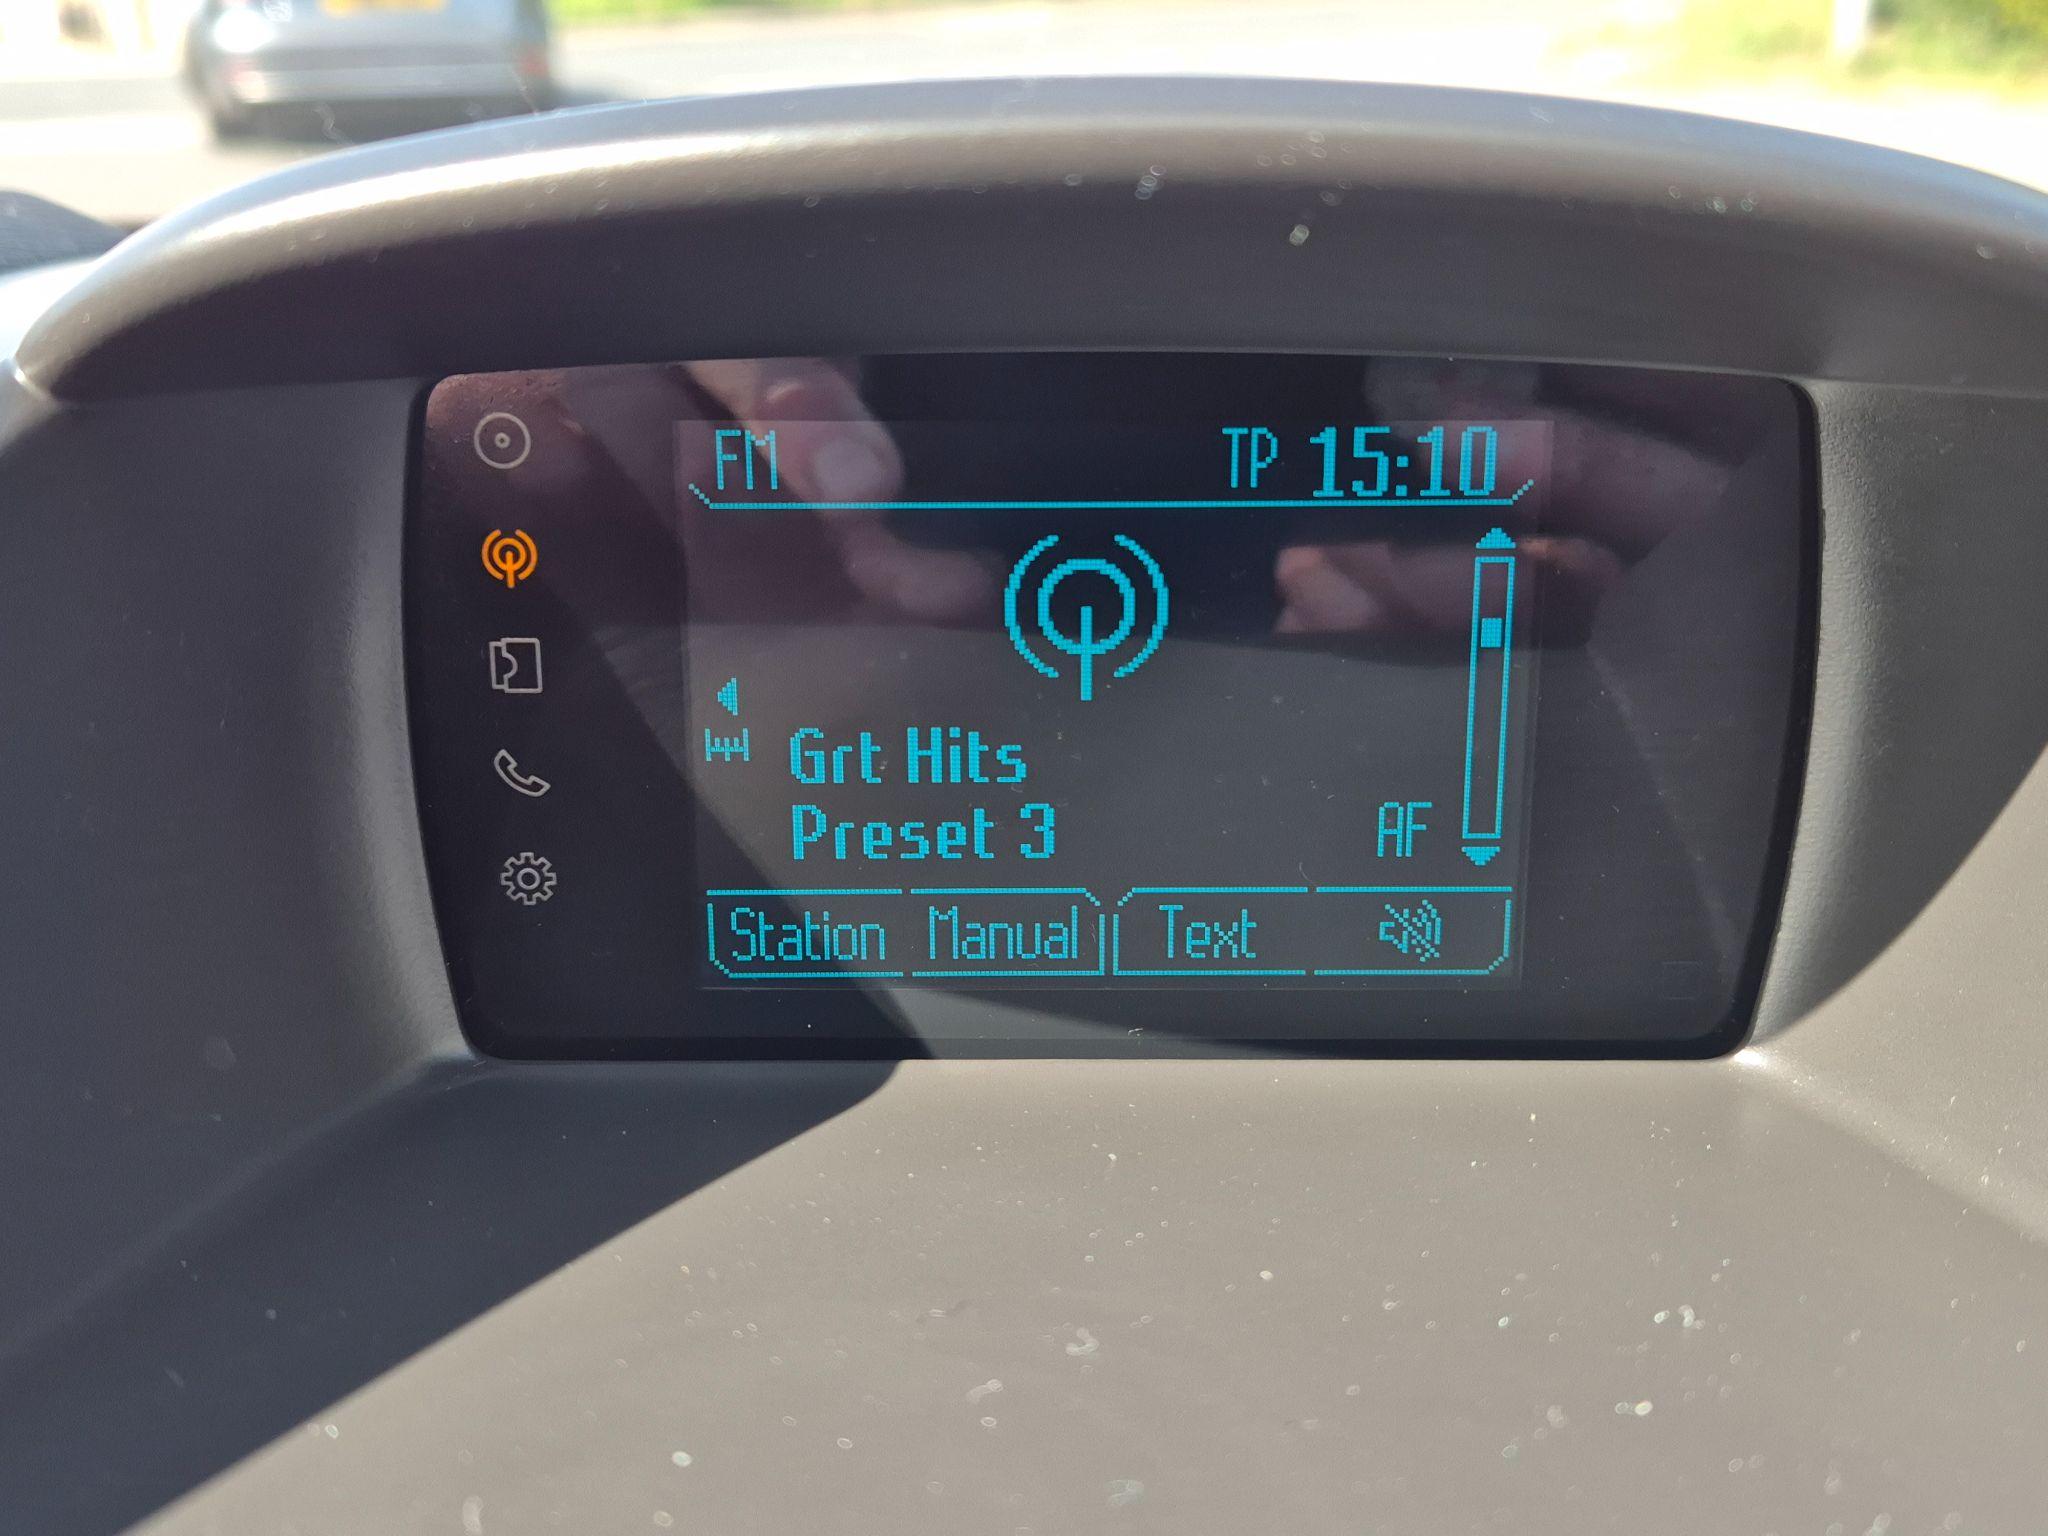 FM TP 15:10
Grt Hits
Preset 3 AF
Station Manual Text